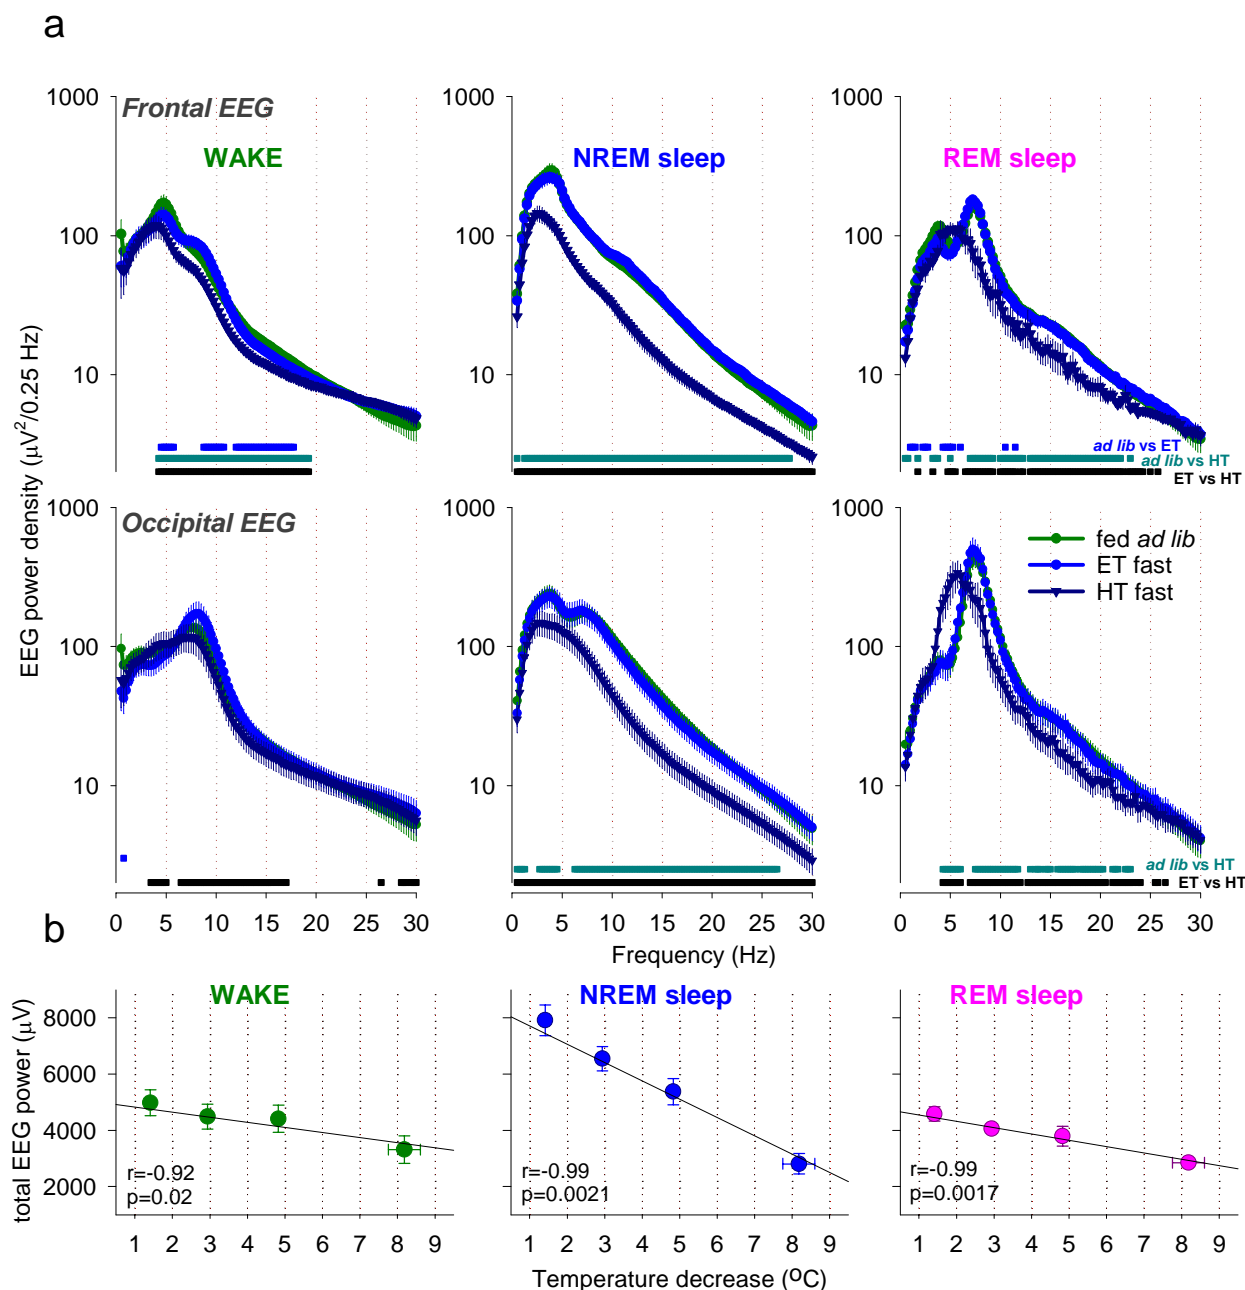 a
Frontal EEG
WAKE
NREM sleep
REM sleep
1000
100
10
1000
100
10
1000
100
10
ad lib vs ET
ad lib vs HT
ET vs HT
EEG power density (µV²/0.25 Hz)
Occipital EEG
1000
100
10
1000
100
10
1000
100
10
fed ad lib
ET fast
HT fast
ad lib vs HT
ET vs HT
0 5 10 15 20 25 30
0 5 10 15 20 25 30
0 5 10 15 20 25 30
Frequency (Hz)
b
WAKE
NREM sleep
REM sleep
total EEG power (µV)
8000
6000
4000
2000
r=-0.92
p=0.02
r=-0.99
p=0.0021
r=-0.99
p=0.0017
1 2 3 4 5 6 7 8 9
1 2 3 4 5 6 7 8 9
1 2 3 4 5 6 7 8 9
Temperature decrease (ºC)